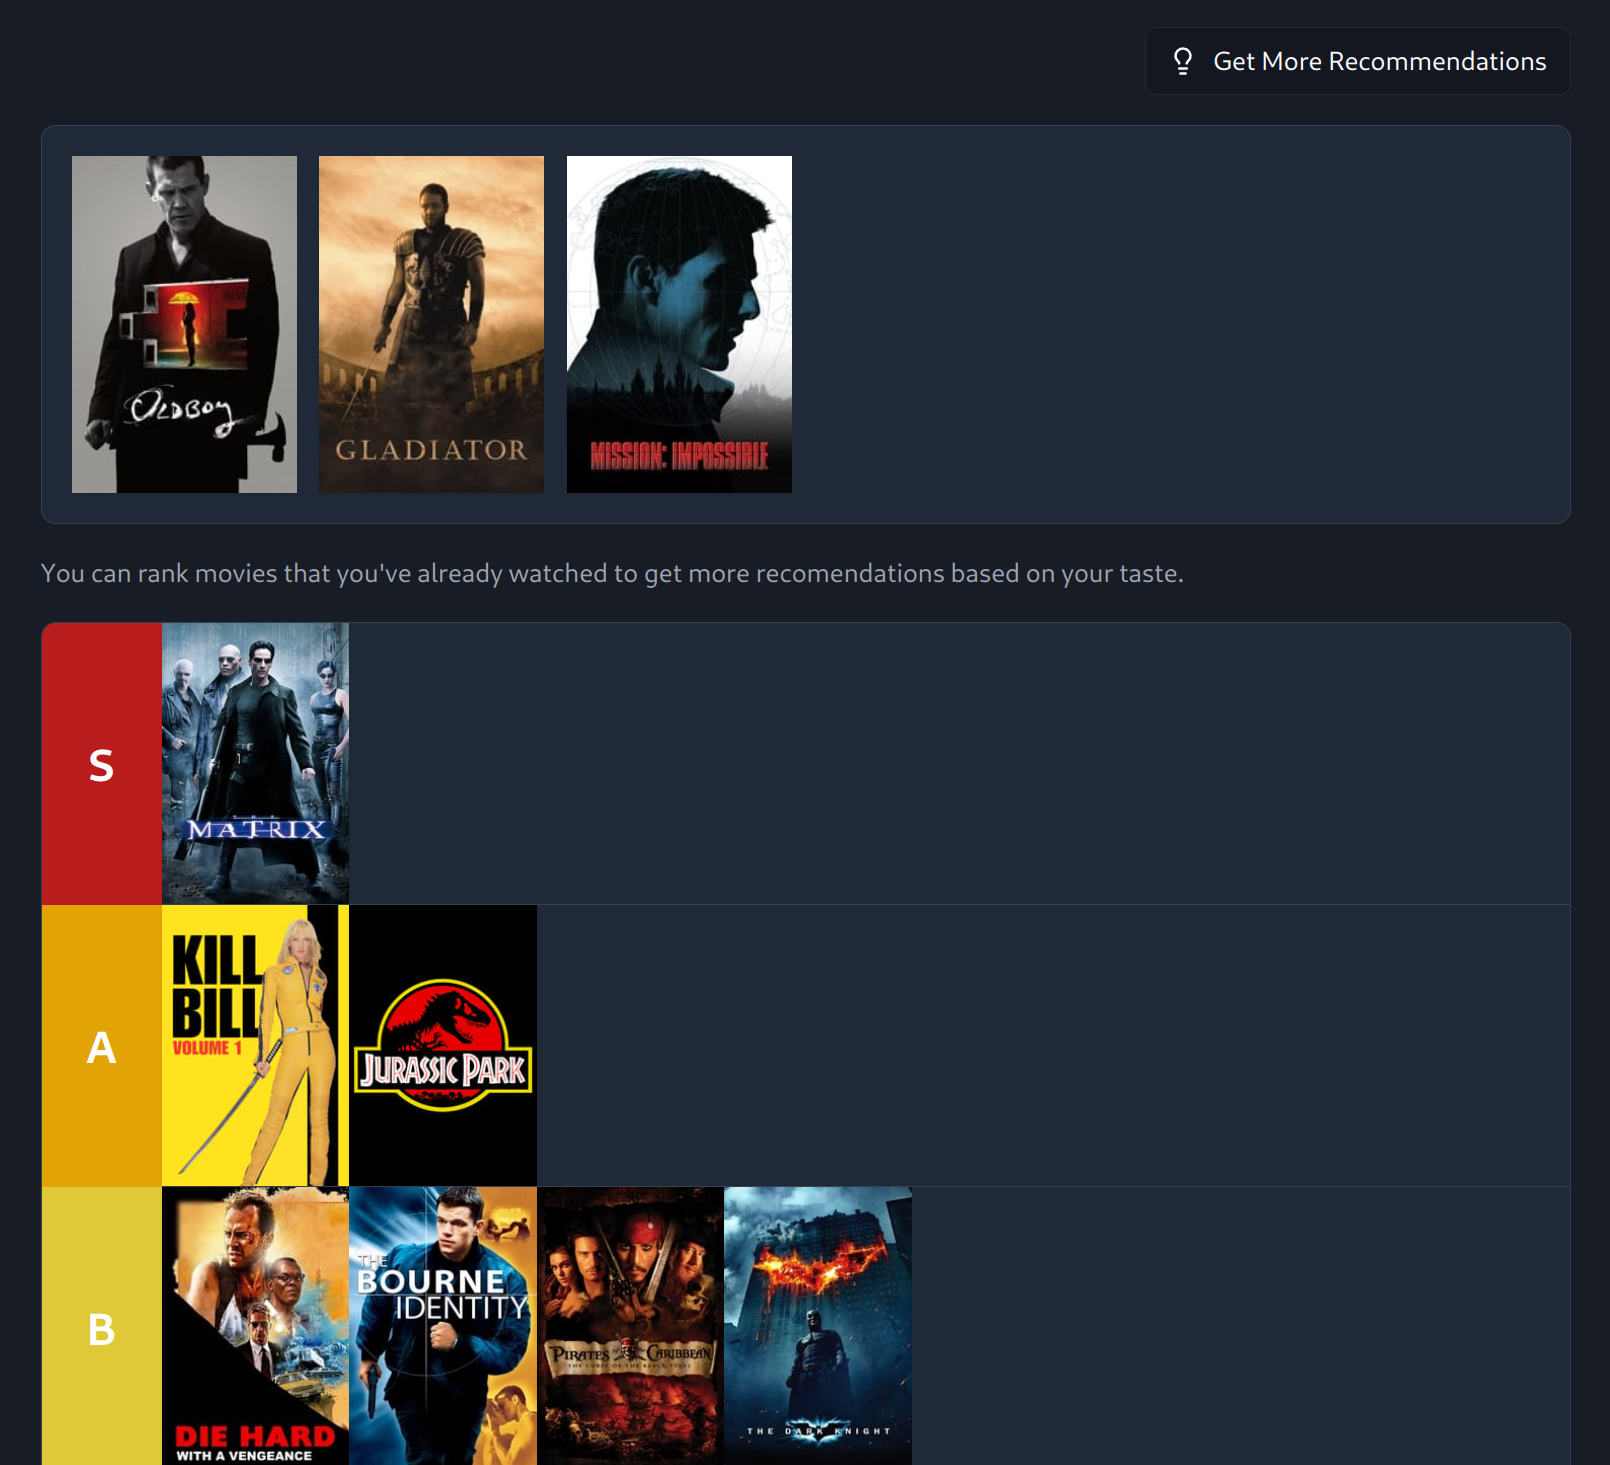 Get More Recommendations
OLDBOY
GLADIATOR
MISSION: IMPOSSIBLE
You can rank movies that you've already watched to get more recomendations based on your taste.
S
THE
MATRIX
A
KILL
BILL
VOLUME 1
JURASSIC PARK
B
DIE HARD
WITH A VENGEANCE
THE
BOURNE
IDENTITY
PIRATES of the CARIBBEAN
THE CURSE OF THE BLACK PEARL
THE DARK KNIGHT